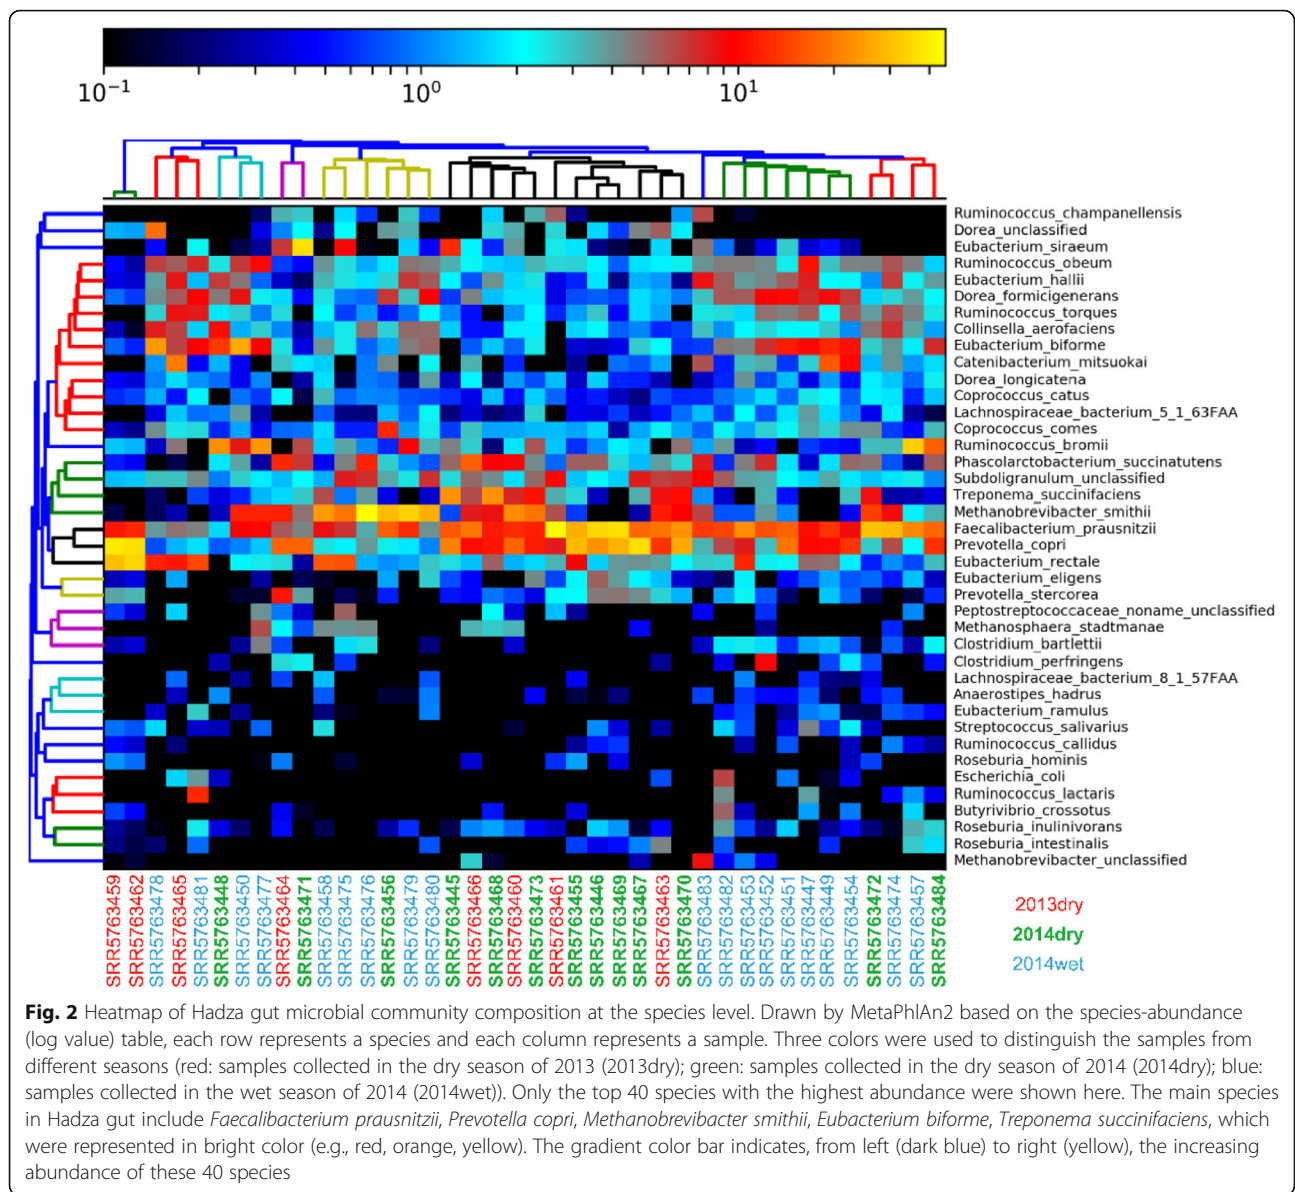 10⁻¹ 10⁰ 10¹
Ruminococcus_champanellensis
Dorea_unclassified
Eubacterium_siraeum
Ruminococcus_obeum
Eubacterium_hallii
Dorea_formicigenerans
Ruminococcus_torques
Collinsella_aerofaciens
Eubacterium_biforme
Catenibacterium_mitsuokai
Dorea_longicatena
Coprococcus_catus
Lachnospiraceae_bacterium_5_1_63FAA
Coprococcus_comes
Ruminococcus_bromii
Phascolarctobacterium_succinatutens
Subdoligranulum_unclassified
Treponema_succinifaciens
Methanobrevibacter_smithii
Faecalibacterium_prausnitzii
Prevotella_copri
Eubacterium_rectale
Eubacterium_eligens
Prevotella_stercorea
Peptostreptococcaceae_noname_unclassified
Methanosphaera_stadtmanae
Clostridium_bartlettii
Clostridium_perfringens
Lachnospiraceae_bacterium_8_1_57FAA
Anaerostipes_hadrus
Eubacterium_ramulus
Streptococcus_salivarius
Ruminococcus_callidus
Roseburia_hominis
Escherichia_coli
Ruminococcus_lactaris
Butyrivibrio_crossotus
Roseburia_inulinivorans
Roseburia_intestinalis
Methanobrevibacter_unclassified
SRR5763459
SRR5763462
SRR5763478
SRR5763465
SRR5763481
SRR5763448
SRR5763450
SRR5763477
SRR5763464
SRR5763471
SRR5763458
SRR5763475
SRR5763476
SRR5763456
SRR5763479
SRR5763480
SRR5763445
SRR5763466
SRR5763468
SRR5763460
SRR5763473
SRR5763461
SRR5763455
SRR5763446
SRR5763469
SRR5763467
SRR5763463
SRR5763470
SRR5763483
SRR5763482
SRR5763453
SRR5763452
SRR5763451
SRR5763447
SRR5763449
SRR5763454
SRR5763472
SRR5763474
SRR5763457
SRR5763484
2013dry
2014dry
2014wet
Fig. 2 Heatmap of Hadza gut microbial community composition at the species level. Drawn by MetaPhlAn2 based on the species-abundance
(log value) table, each row represents a species and each column represents a sample. Three colors were used to distinguish the samples from
different seasons (red: samples collected in the dry season of 2013 (2013dry); green: samples collected in the dry season of 2014 (2014dry); blue:
samples collected in the wet season of 2014 (2014wet)). Only the top 40 species with the highest abundance were shown here. The main species
in Hadza gut include Faecalibacterium prausnitzii, Prevotella copri, Methanobrevibacter smithii, Eubacterium biforme, Treponema succinifaciens, which
were represented in bright color (e.g., red, orange, yellow). The gradient color bar indicates, from left (dark blue) to right (yellow), the increasing
abundance of these 40 species